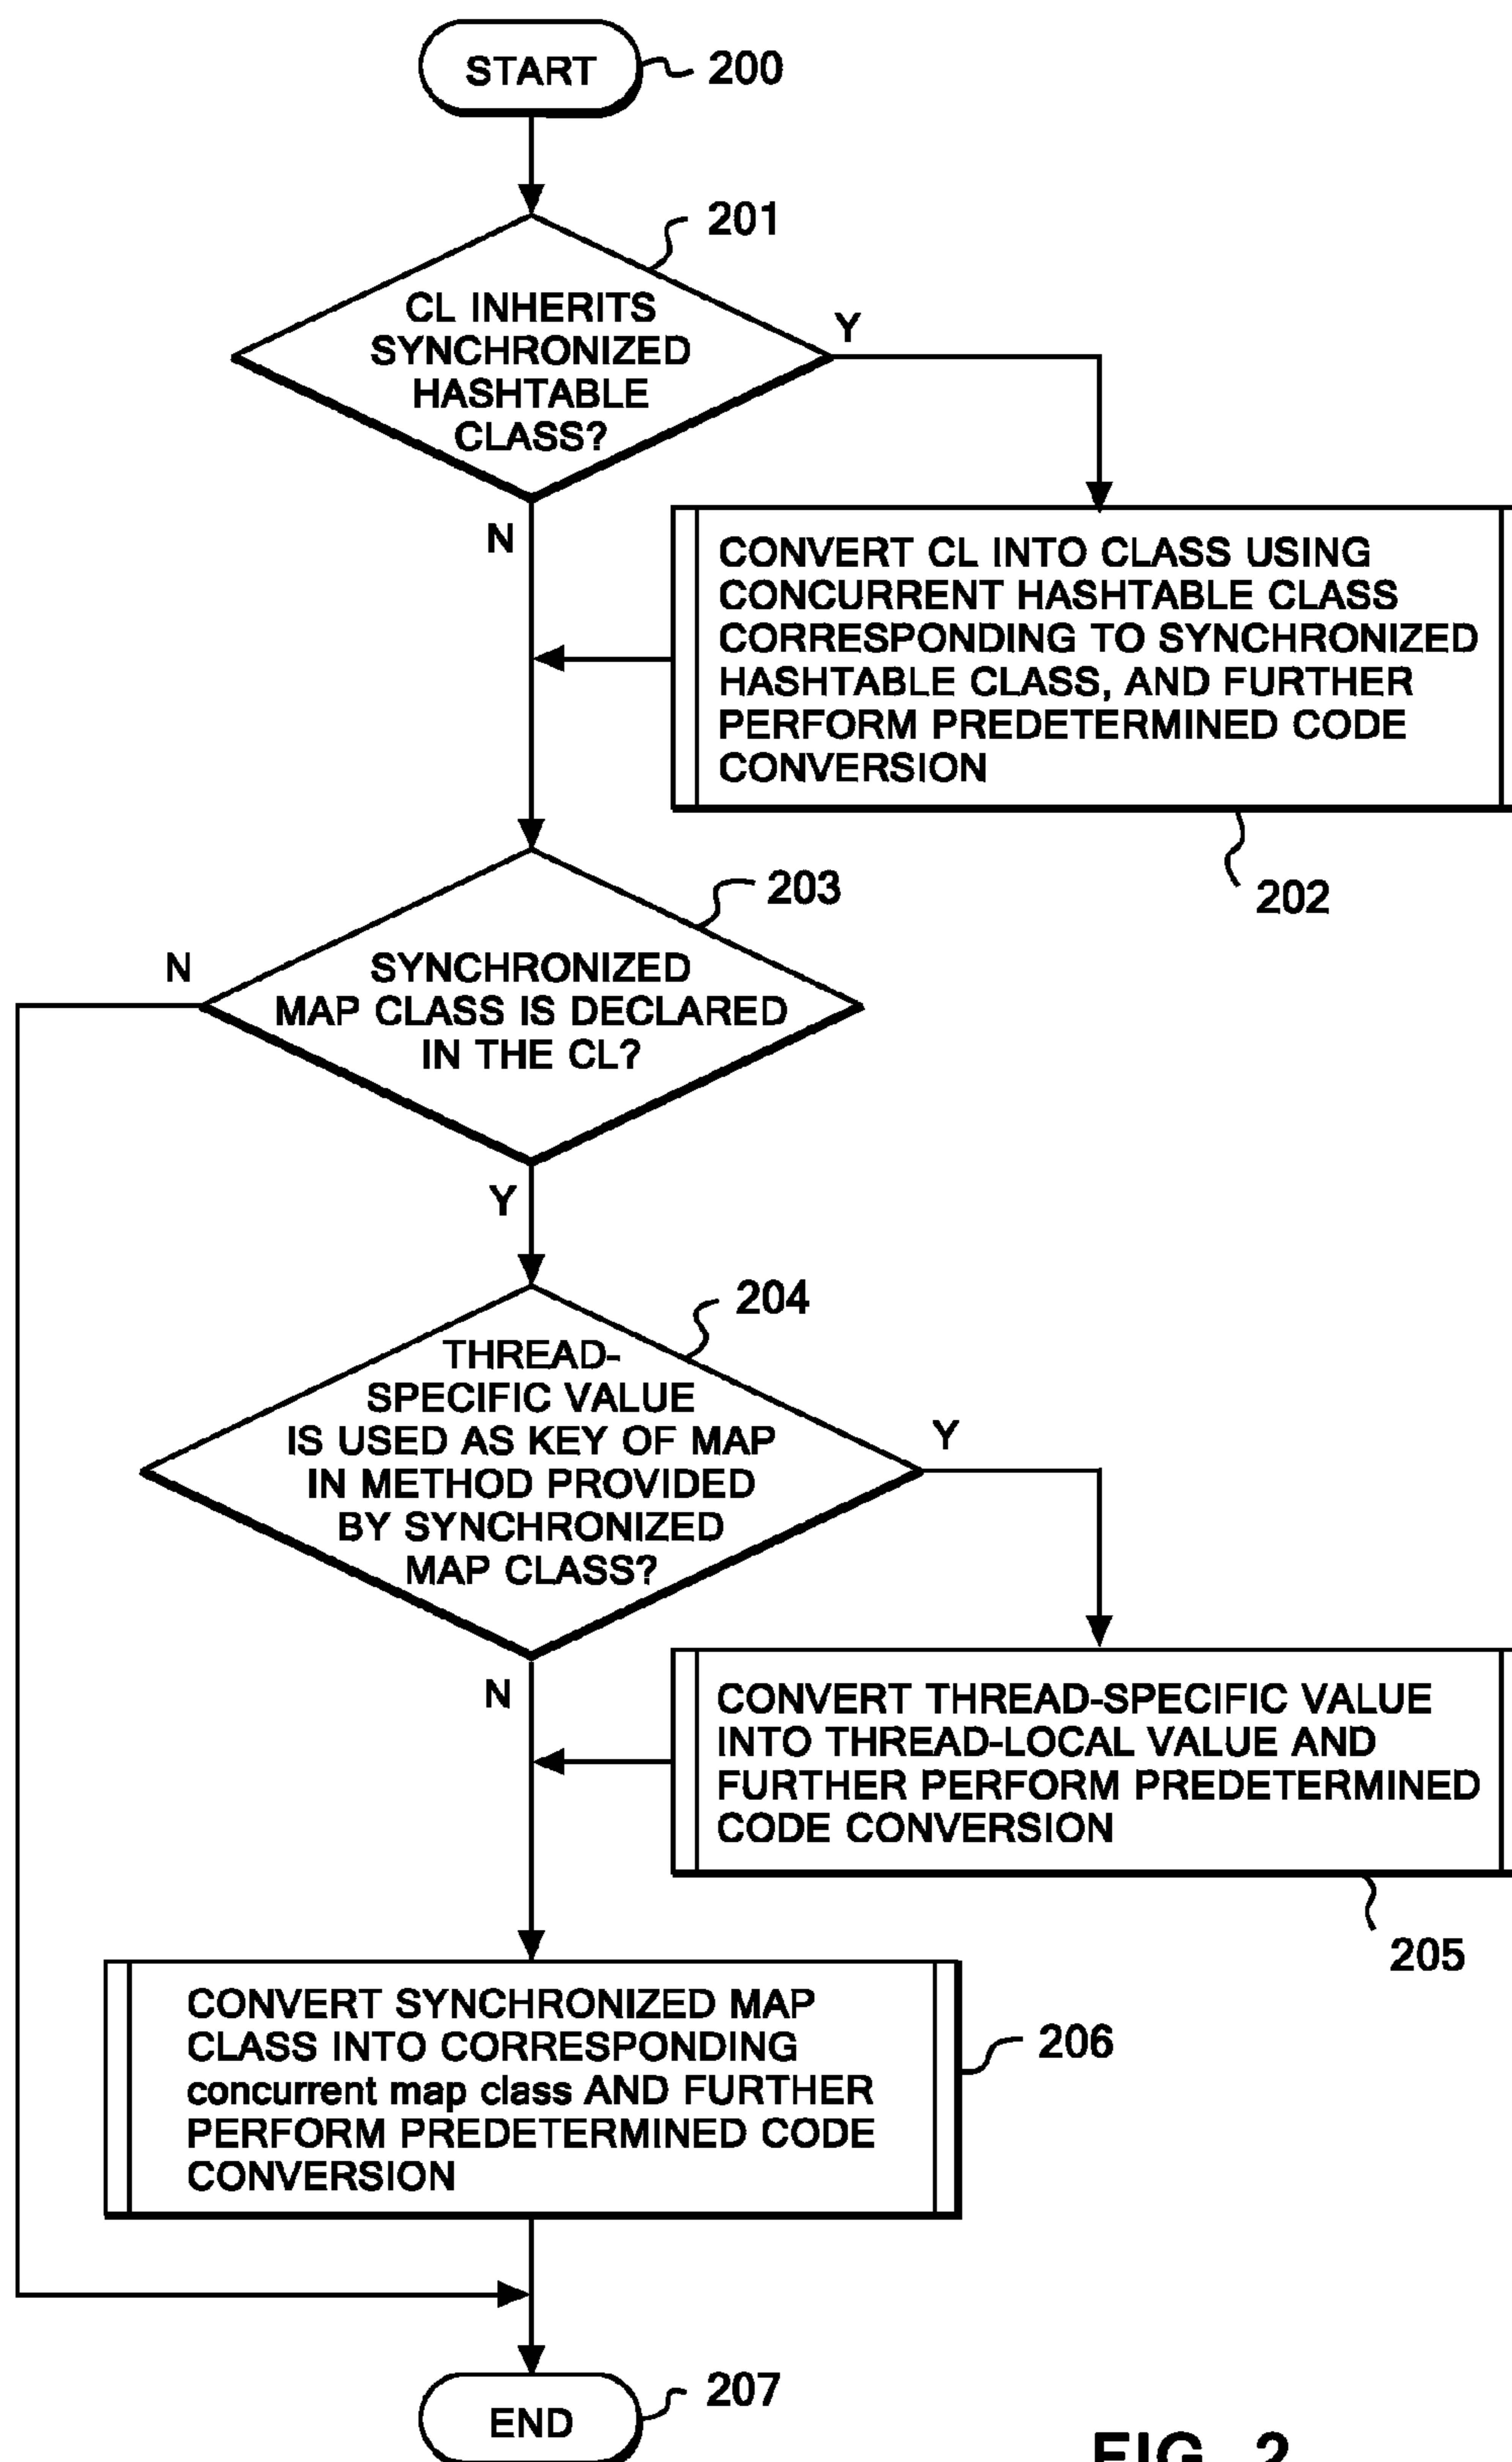 START
200
201
CL INHERITS
SYNCHRONIZED
HASHTABLE
CLASS?
Y
N
CONVERT CL INTO CLASS USING
CONCURRENT HASHTABLE CLASS
CORRESPONDING TO SYNCHRONIZED
HASHTABLE CLASS, AND FURTHER
PERFORM PREDETERMINED CODE
CONVERSION
202
203
N
SYNCHRONIZED
MAP CLASS IS DECLARED
IN THE CL?
Y
204
THREAD-
SPECIFIC VALUE
IS USED AS KEY OF MAP
IN METHOD PROVIDED
BY SYNCHRONIZED
MAP CLASS?
Y
N
CONVERT THREAD-SPECIFIC VALUE
INTO THREAD-LOCAL VALUE AND
FURTHER PERFORM PREDETERMINED
CODE CONVERSION
205
CONVERT SYNCHRONIZED MAP
CLASS INTO CORRESPONDING
concurrent map class AND FURTHER
PERFORM PREDETERMINED CODE
CONVERSION
206
END
207
FIG. 2